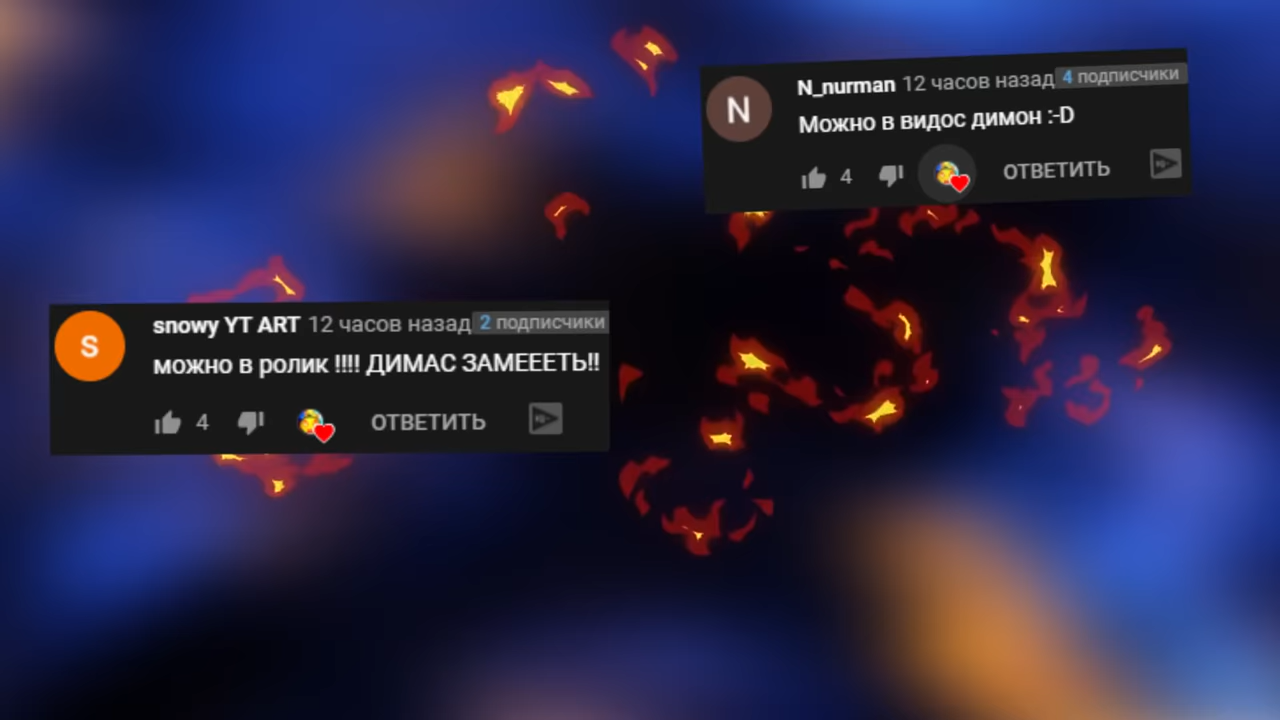 N
N_nurman 12 часов назад 4 подписчики
Можно в видос димон :-D
4 ОТВЕТИТЬ
S
snowy YT ART 12 часов назад 2 подписчики
можно в ролик !!!! ДИМАС ЗАМЕЕЕТЬ!!
4 ОТВЕТИТЬ